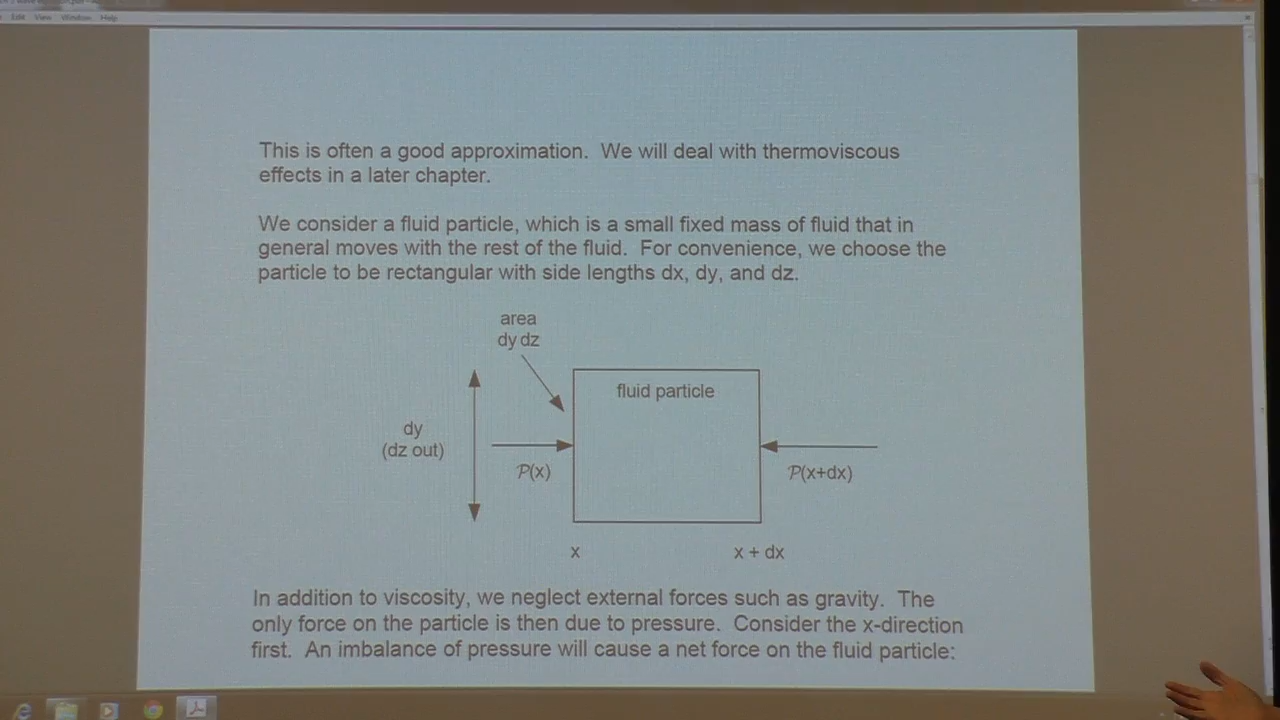 Edit View Window Help
This is often a good approximation. We will deal with thermoviscous
effects in a later chapter.
We consider a fluid particle, which is a small fixed mass of fluid that in
general moves with the rest of the fluid. For convenience, we choose the
particle to be rectangular with side lengths dx, dy, and dz.
area
dy dz
fluid particle
dy
(dz out)
P(x)
P(x+dx)
x
x + dx
In addition to viscosity, we neglect external forces such as gravity. The
only force on the particle is then due to pressure. Consider the x-direction
first. An imbalance of pressure will cause a net force on the fluid particle: